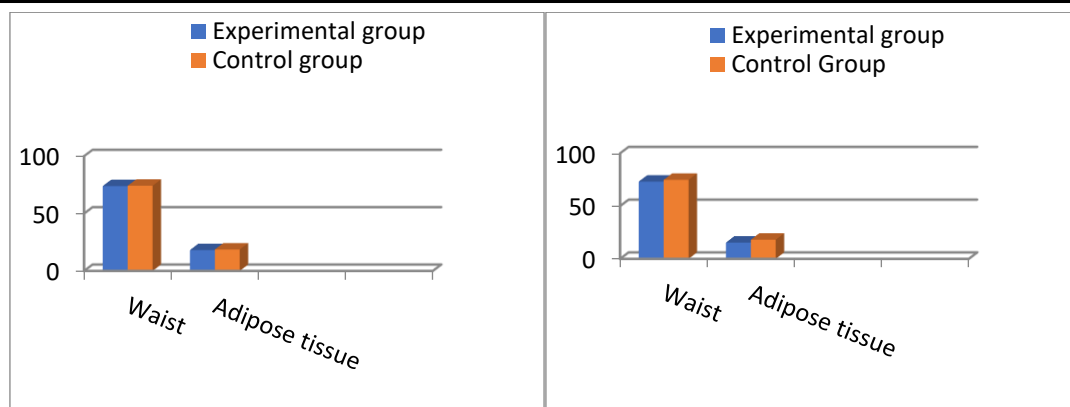 Experimental group
Control group
100
50
0
Waist
Adipose tissue
Experimental group
Control Group
100
50
0
Waist
Adipose tissue